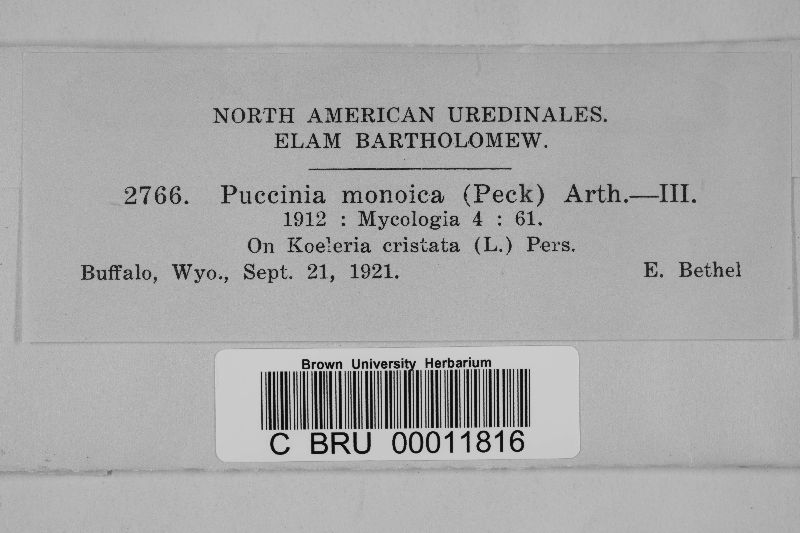 NORTH AMERICAN UREDINALES.
ELAM BARTHOLOMEW.
2766. Puccinia monoica (Peck) Arth.—III.
1912 : Mycologia 4 : 61.
On Koeleria cristata (L.) Pers.
Buffalo, Wyo., Sept. 21, 1921. E. Bethel
Brown University Herbarium
C BRU 00011816